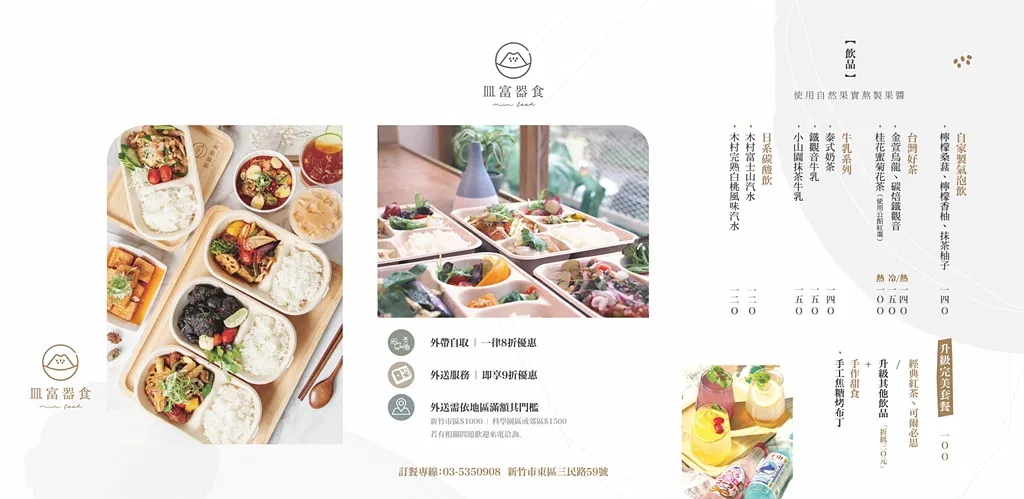 皿富器食
min food
皿富器食
min food
外帶自取｜一律8折優惠
外送服務｜即享9折優惠
外送需依地區滿額其門檻
新竹市區$1000｜科學園區或郊區$1500
若有相關問題歡迎來電洽詢.
訂餐專線:03-5350908 新竹市東區三民路59號
【飲品】
使用自然果實熬製果醬
自家製氣泡飲
・檸檬桑葚、檸檬香柚、抹茶柚子 一四〇
台灣好茶 冷/熱
・金萱烏龍、碳焙鐵觀音 一五〇 一四〇
・桂花蜜菊花茶(使用公館紅棗) 熱 一〇〇
牛乳系列
・泰式奶茶 一四〇
・鐵觀音牛乳 一五〇
・小山園抹茶牛乳 一五〇
日系碳酸飲
・木村富士山汽水 一二〇
・木村完熟白桃風味汽水 一二〇
升級完美套餐 一〇〇
經典紅茶、可爾必思
/
升級其他飲品「折抵三〇元」
+
手作甜食
・手工焦糖烤布丁